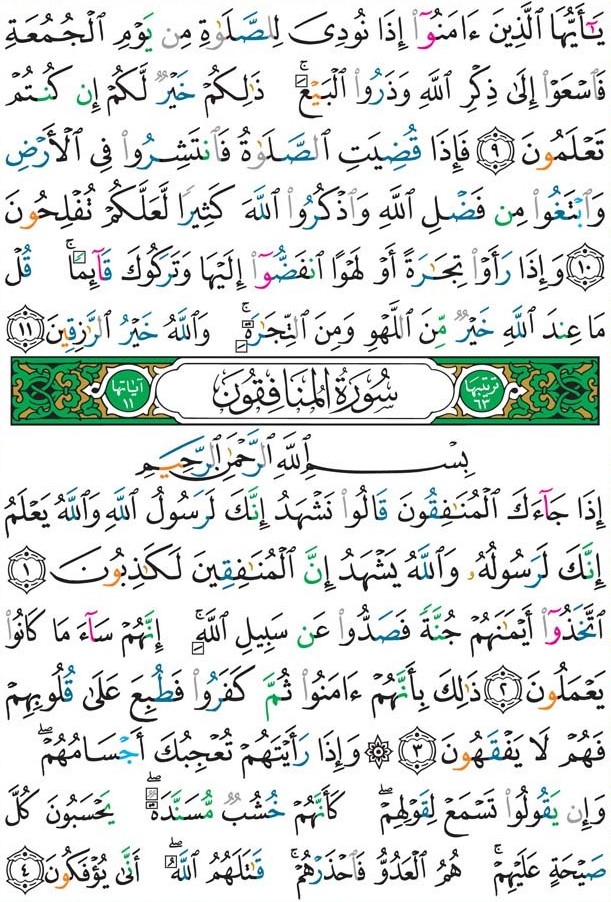 يَـٰٓأَيُّهَا ٱلَّذِينَ ءَامَنُوٓا۟ إِذَا نُودِىَ لِلصَّلَوٰةِ مِن يَوْمِ ٱلْجُمُعَةِ
فَٱسْعَوْا۟ إِلَىٰ ذِكْرِ ٱللَّهِ وَذَرُوا۟ ٱلْبَيْعَ ۚ ذَٰلِكُمْ خَيْرٌ لَّكُمْ إِن كُنتُمْ
تَعْلَمُونَ ٩ فَإِذَا قُضِيَتِ ٱلصَّلَوٰةُ فَٱنتَشِرُوا۟ فِى ٱلْأَرْضِ
وَٱبْتَغُوا۟ مِن فَضْلِ ٱللَّهِ وَٱذْكُرُوا۟ ٱللَّهَ كَثِيرًا لَّعَلَّكُمْ تُفْلِحُونَ
١٠ وَإِذَا رَأَوْا۟ تِجَـٰرَةً أَوْ لَهْوًا ٱنفَضُّوٓا۟ إِلَيْهَا وَتَرَكُوكَ قَآئِمًا ۚ قُلْ
مَا عِندَ ٱللَّهِ خَيْرٌ مِّنَ ٱللَّهْوِ وَمِنَ ٱلتِّجَـٰرَةِ ۚ وَٱللَّهُ خَيْرُ ٱلرَّٰزِقِينَ ١١
ترتيبها ٦٣ سُورَةُ الْمُنَافِقُونَ آياتها ١١
بِسْمِ ٱللَّهِ ٱلرَّحْمَـٰنِ ٱلرَّحِيمِ
إِذَا جَآءَكَ ٱلْمُنَـٰفِقُونَ قَالُوا۟ نَشْهَدُ إِنَّكَ لَرَسُولُ ٱللَّهِ وَٱللَّهُ يَعْلَمُ
إِنَّكَ لَرَسُولُهُۥ وَٱللَّهُ يَشْهَدُ إِنَّ ٱلْمُنَـٰفِقِينَ لَكَـٰذِبُونَ ١
ٱتَّخَذُوٓا۟ أَيْمَـٰنَهُمْ جُنَّةً فَصَدُّوا۟ عَن سَبِيلِ ٱللَّهِ ۚ إِنَّهُمْ سَآءَ مَا كَانُوا۟
يَعْمَلُونَ ٢ ذَٰلِكَ بِأَنَّهُمْ ءَامَنُوا۟ ثُمَّ كَفَرُوا۟ فَطُبِعَ عَلَىٰ قُلُوبِهِمْ
فَهُمْ لَا يَفْقَهُونَ ٣ ۞ وَإِذَا رَأَيْتَهُمْ تُعْجِبُكَ أَجْسَامُهُمْ ۖ
وَإِن يَقُولُوا۟ تَسْمَعْ لِقَوْلِهِمْ ۖ كَأَنَّهُمْ خُشُبٌ مُّسَنَّدَةٌ ۖ يَحْسَبُونَ كُلَّ
صَيْحَةٍ عَلَيْهِمْ ۚ هُمُ ٱلْعَدُوُّ فَٱحْذَرْهُمْ ۚ قَـٰتَلَهُمُ ٱللَّهُ ۖ أَنَّىٰ يُؤْفَكُونَ ٤